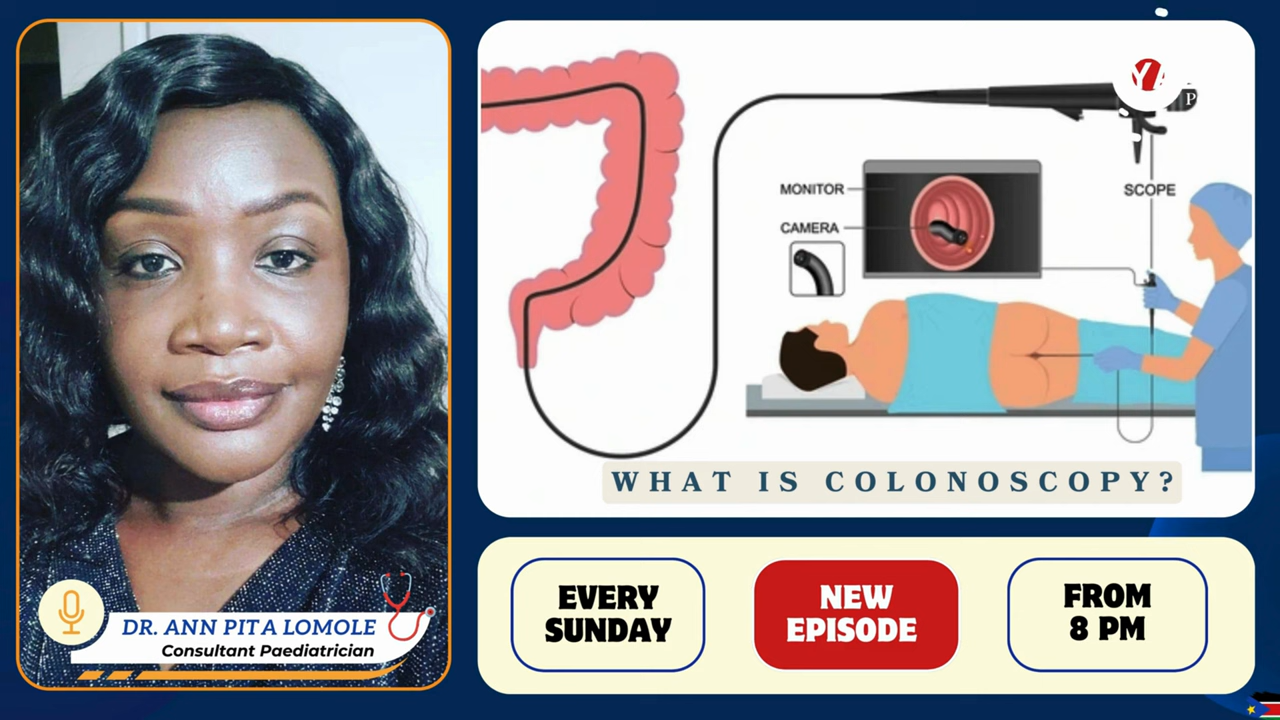 DR. ANN PITA LOMOLE
Consultant Paediatrician
MONITOR
CAMERA
SCOPE
WHAT IS COLONOSCOPY?
EVERY
SUNDAY
NEW
EPISODE
FROM
8 PM